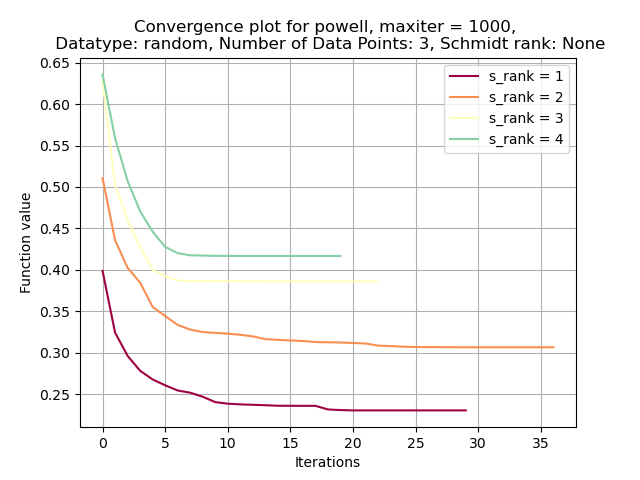 Convergence plot for powell, maxiter = 1000,
Datatype: random, Number of Data Points: 3, Schmidt rank: None
s_rank = 1
s_rank = 2
s_rank = 3
s_rank = 4
Function value
0.65
0.60
0.55
0.50
0.45
0.40
0.35
0.30
0.25
0 5 10 15 20 25 30 35
Iterations